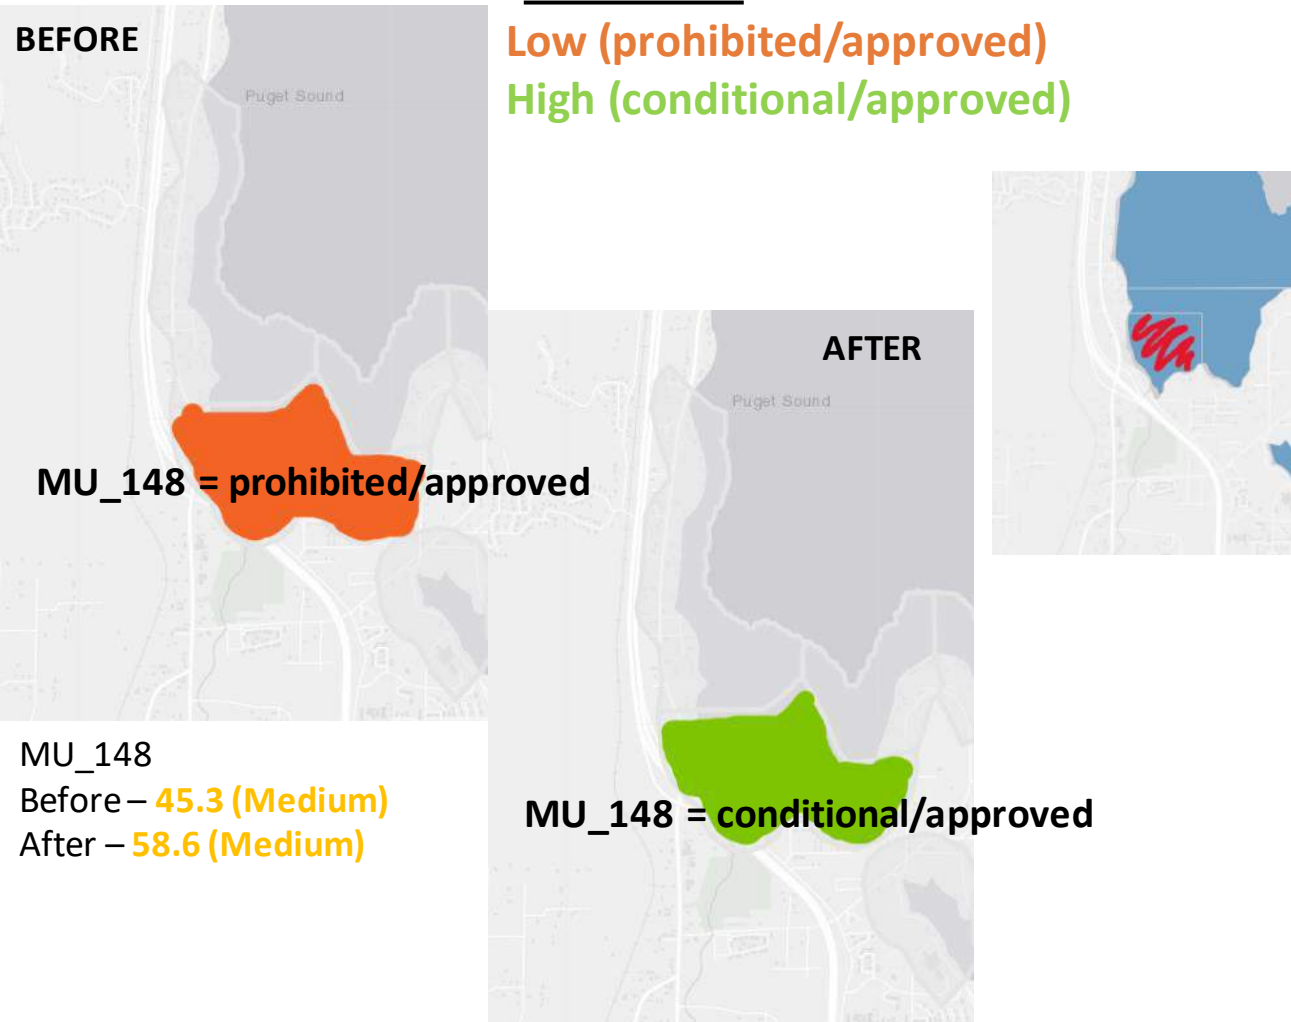 BEFORE
Low (prohibited/approved)
High (conditional/approved)
Puget Sound
AFTER
Puget Sound
MU_148 = prohibited/approved
MU_148
Before – 45.3 (Medium)
After – 58.6 (Medium)
MU_148 = conditional/approved